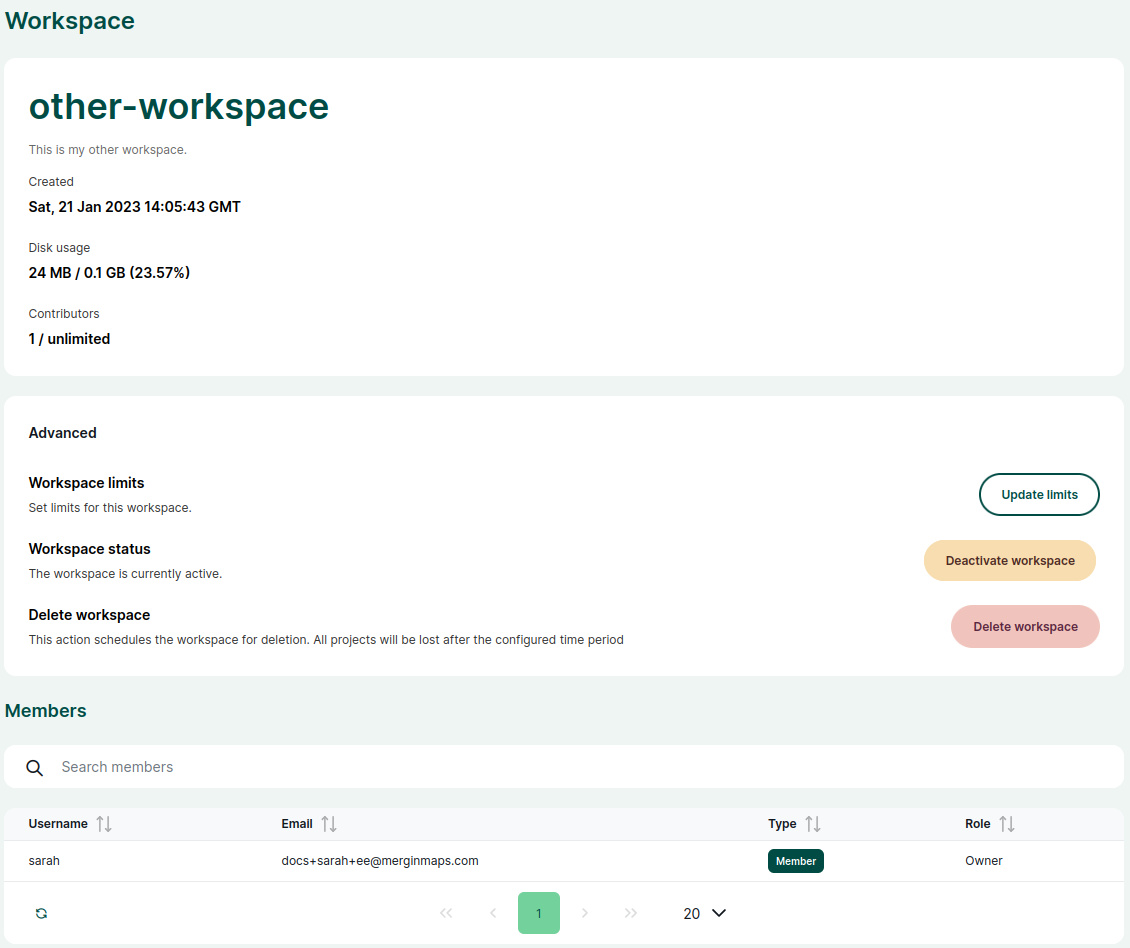 Workspace
other-workspace
This is my other workspace.
Created
Sat, 21 Jan 2023 14:05:43 GMT
Disk usage
24 MB / 0.1 GB (23.57%)
Contributors
1 / unlimited
Advanced
Workspace limits
Set limits for this workspace.
Update limits
Workspace status
The workspace is currently active.
Deactivate workspace
Delete workspace
This action schedules the workspace for deletion. All projects will be lost after the configured time period
Delete workspace
Members
Search members
Username Email Type Role
sarah docs+sarah+ee@merginmaps.com Member Owner
1 20